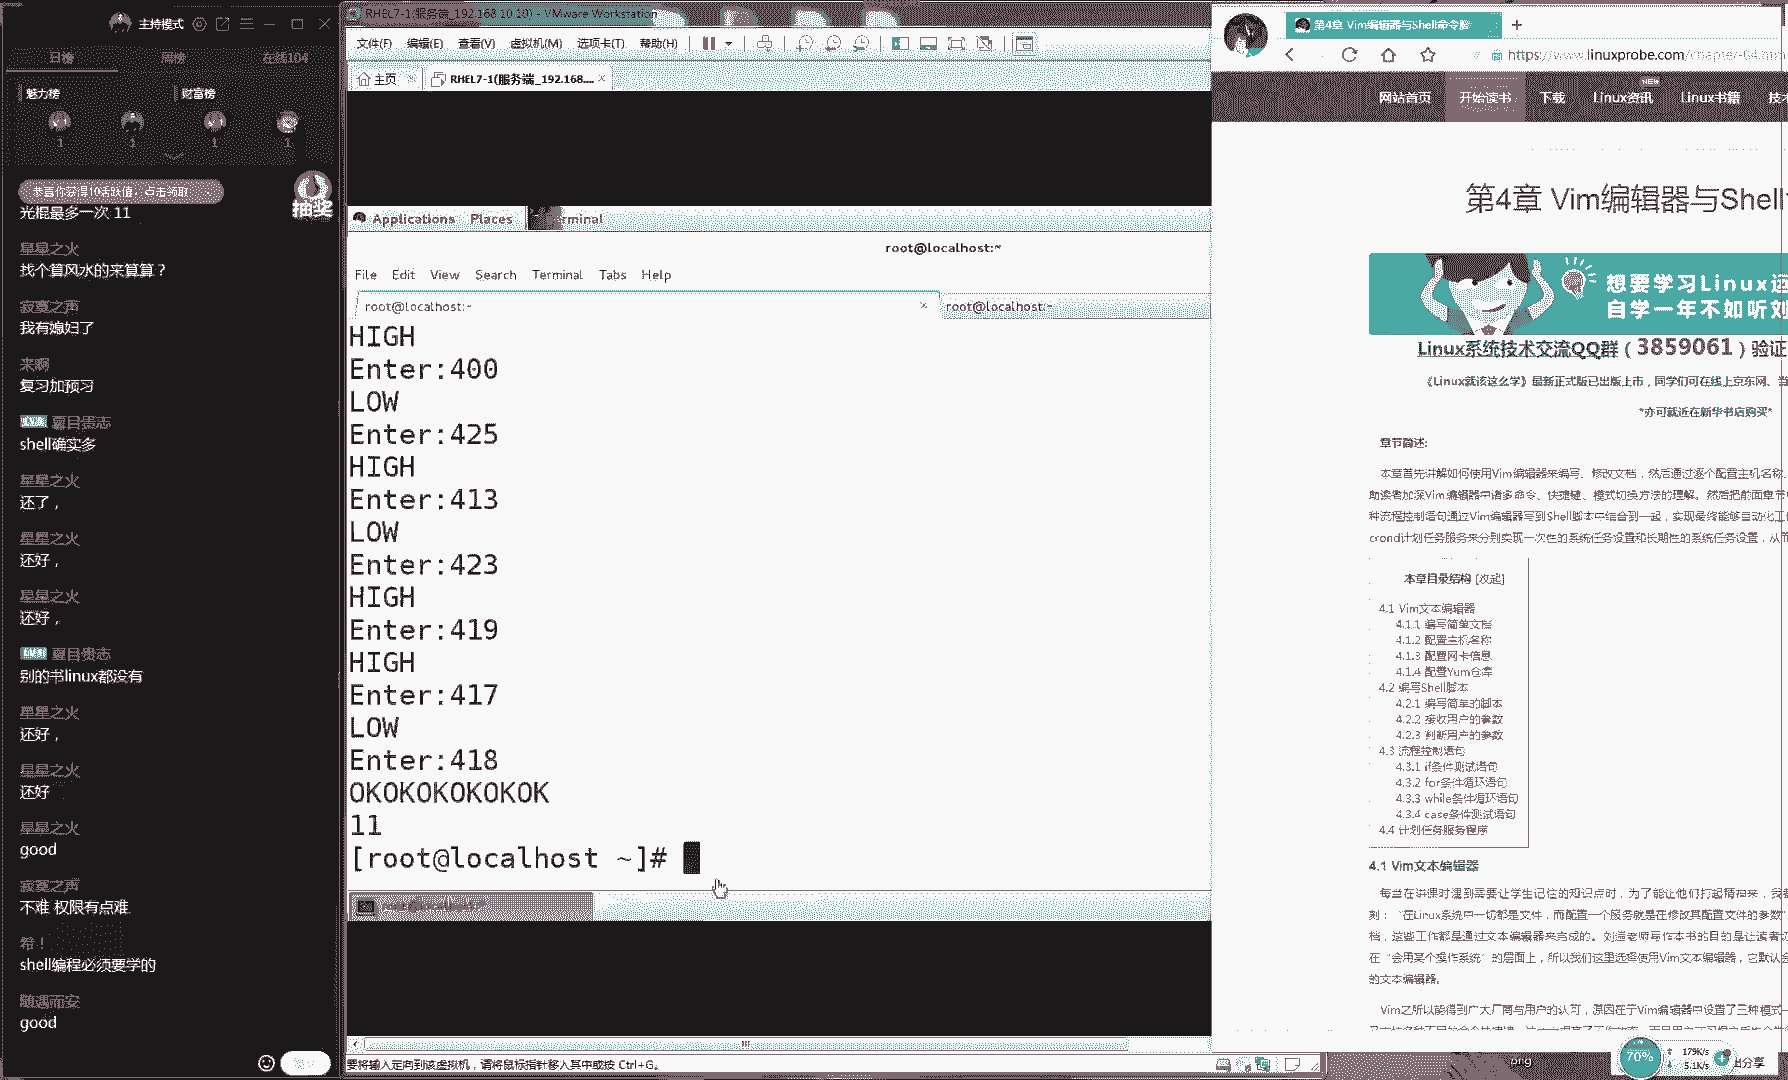 主持模式
日榜
周榜
在线104
魅力榜
财富榜
1
1
1
1
恭喜你获得10活跃值，点击领取
抽奖
光棍最多一次 11
星星之火
找个算风水的来算算？
寂寞之声
我有媳妇了
来啊
复习加预习
夏目贵志
shell确实多
星星之火
还了，
星星之火
还好，
星星之火
还好，
夏目贵志
别的书linux都没有
星星之火
还好，
星星之火
还好
星星之火
good
寂寞之声
不难 权限有点难
希！
shell编程必须要学的
随遇而安
good
RHEL7-1(服务端_192.168.10.10) - VMware Workstation
文件(F) 编辑(E) 查看(V) 虚拟机(M) 选项卡(T) 帮助(H)
主页
RHEL7-1(服务端_192.168....
Applications Places
root@localhost:~
File Edit View Search Terminal Tabs Help
root@localhost:~
root@localhost:~
HIGH
Enter:400
LOW
Enter:425
HIGH
Enter:413
LOW
Enter:423
HIGH
Enter:419
HIGH
Enter:417
LOW
Enter:418
OKOKOKOKOKOK
11
[root@localhost ~]#
要将输入定向到该虚拟机，请将鼠标指针移入其中或按 Ctrl+G。
第4章 Vim编辑器与Shell命令脚
https://www.linuxprobe.com/chapter-04.html
网站首页 开始读书 下载 Linux资讯 Linux书籍
NEW
第4章 Vim编辑器与Shell
想要学习Linux运
自学一年不如听刘
Linux系统技术交流QQ群（3859061）验证
《Linux就该这么学》最新正式版已出版上市，同学们可在线上京东网、当
*亦可就近在新华书店购买*
章节简述:
本章首先讲解如何使用Vim编辑器来编写、修改文档，然后通过逐个配置主机名称、
助读者加深Vim编辑器中诸多命令、快捷键、模式切换方法的理解。然后把前面章节
种流程控制语句通过Vim编辑器写到Shell脚本中结合到一起，实现最终能够自动化工
crond计划任务服务来分别实现一次性的系统任务设置和长期性的系统任务设置，从而
本章目录结构 [收起]
4.1 Vim文本编辑器
4.1.1 编写简单文档
4.1.2 配置主机名称
4.1.3 配置网卡信息
4.1.4 配置Yum仓库
4.2 编写Shell脚本
4.2.1 编写简单的脚本
4.2.2 接收用户的参数
4.2.3 判断用户的参数
4.3 流程控制语句
4.3.1 if条件测试语句
4.3.2 for条件循环语句
4.3.3 while条件循环语句
4.3.4 case条件测试语句
4.4 计划任务服务程序
4.1 Vim文本编辑器
每当在讲课时遇到需要让学生记住的知识点时，为了能让他们打起精神来，我都
刻："在Linux系统中一切都是文件，而配置一个服务就是在修改其配置文件的参数"
档，这些工作都是通过文本编辑器来完成的。刘遄老师写作本书的目的是让读者切
在"会用某个操作系统"的层面上，所以我们这里选择使用Vim文本编辑器，它默认会
的文本编辑器。
Vim之所以能得到广大厂商与用户的认可，原因在于Vim编辑器中设置了三种模式—
png
70%
179K/s
5.1K/s
分享